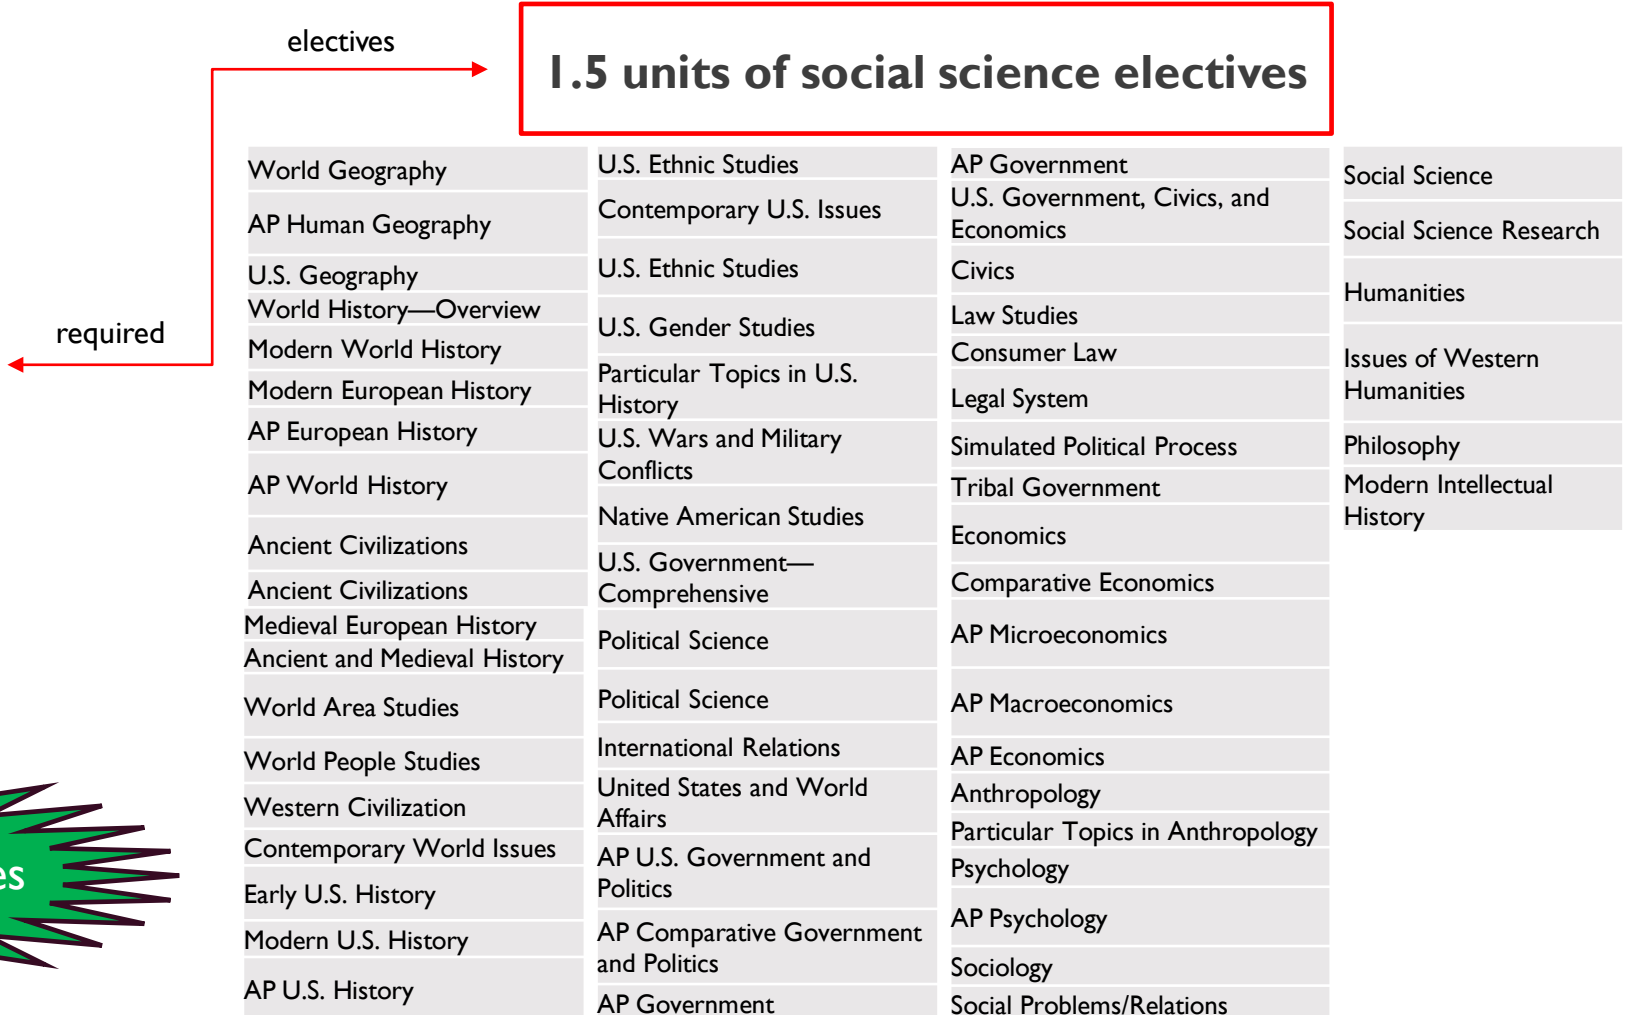 electives
1.5 units of social science electives
required
World Geography
AP Human Geography
U.S. Geography
World History—Overview
Modern World History
Modern European History
AP European History
AP World History
Ancient Civilizations
Ancient Civilizations
Medieval European History
Ancient and Medieval History
World Area Studies
World People Studies
Western Civilization
Contemporary World Issues
Early U.S. History
Modern U.S. History
AP U.S. History
U.S. Ethnic Studies
Contemporary U.S. Issues
U.S. Ethnic Studies
U.S. Gender Studies
Particular Topics in U.S.
History
U.S. Wars and Military
Conflicts
Native American Studies
U.S. Government—
Comprehensive
Political Science
Political Science
International Relations
United States and World
Affairs
AP U.S. Government and
Politics
AP Comparative Government
and Politics
AP Government
AP Government
U.S. Government, Civics, and
Economics
Civics
Law Studies
Consumer Law
Legal System
Simulated Political Process
Tribal Government
Economics
Comparative Economics
AP Microeconomics
AP Macroeconomics
AP Economics
Anthropology
Particular Topics in Anthropology
Psychology
AP Psychology
Sociology
Social Problems/Relations
Social Science
Social Science Research
Humanities
Issues of Western
Humanities
Philosophy
Modern Intellectual
History